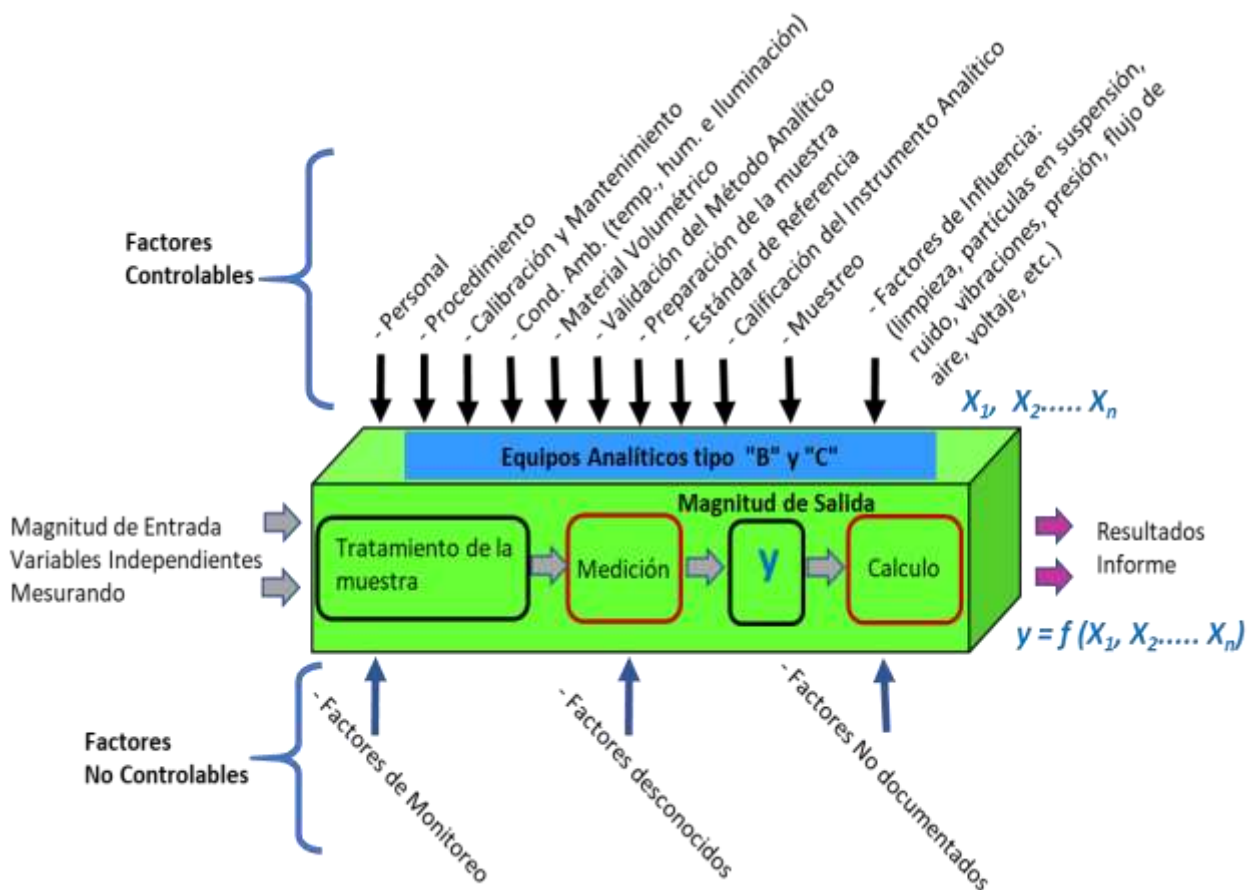 Factores
Controlables
- Personal
- Procedimiento
- Calibración y Mantenimiento
- Cond. Amb. (temp., hum. e Iluminación)
- Material Volumétrico
- Validación del Método Analítico
- Preparación de la muestra
- Estándar de Referencia
- Calificación del Instrumento Analítico
- Muestreo
- Factores de Influencia:
(limpieza, partículas en suspensión,
ruido, vibraciones, presión, flujo de
aire, voltaje, etc.)
X1, X2..... Xn
Equipos Analíticos tipo "B" y "C"
Magnitud de Salida
Magnitud de Entrada
Variables Independientes
Mesurando
Tratamiento de la
muestra
Medición
y
Calculo
Resultados
Informe
y = f (X1, X2..... Xn)
Factores
No Controlables
- Factores de Monitoreo
- Factores desconocidos
- Factores No documentados